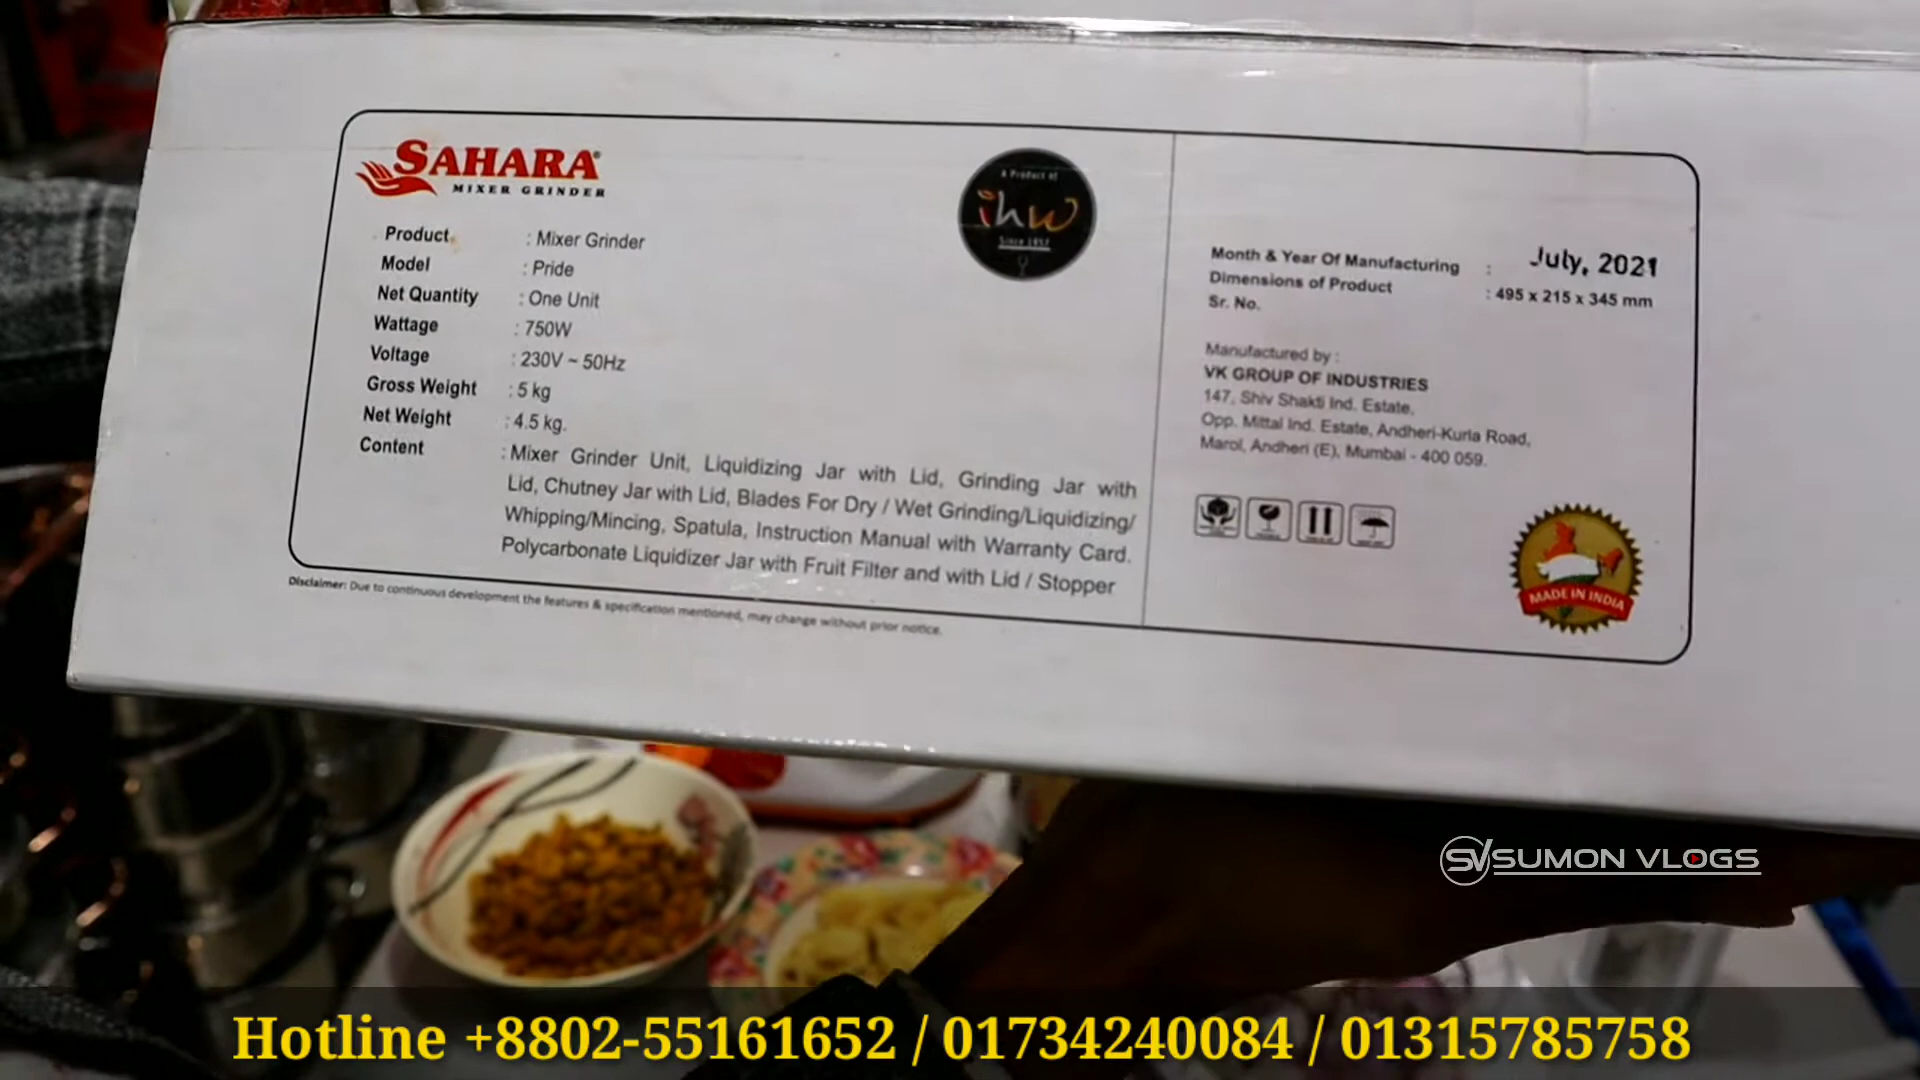 SAHARA®
MIXER GRINDER
A Product of
ihw
Since 1957
Product : Mixer Grinder
Model : Pride
Net Quantity : One Unit
Wattage : 750W
Voltage : 230V ~ 50Hz
Gross Weight : 5 kg
Net Weight : 4.5 kg.
Content : Mixer Grinder Unit, Liquidizing Jar with Lid, Grinding Jar with
Lid, Chutney Jar with Lid, Blades For Dry / Wet Grinding/Liquidizing/
Whipping/Mincing, Spatula, Instruction Manual with Warranty Card.
Polycarbonate Liquidizer Jar with Fruit Filter and with Lid / Stopper
Disclaimer: Due to continuous development the features & specification mentioned, may change without prior notice.
Month & Year Of Manufacturing : July, 2021
Dimensions of Product : 495 x 215 x 345 mm
Sr. No.
Manufactured by :
VK GROUP OF INDUSTRIES
147, Shiv Shakti Ind. Estate,
Opp. Mittal Ind. Estate, Andheri-Kurla Road,
Marol, Andheri (E), Mumbai - 400 059.
MADE IN INDIA
SV SUMON VLOGS
Hotline +8802-55161652 / 01734240084 / 01315785758